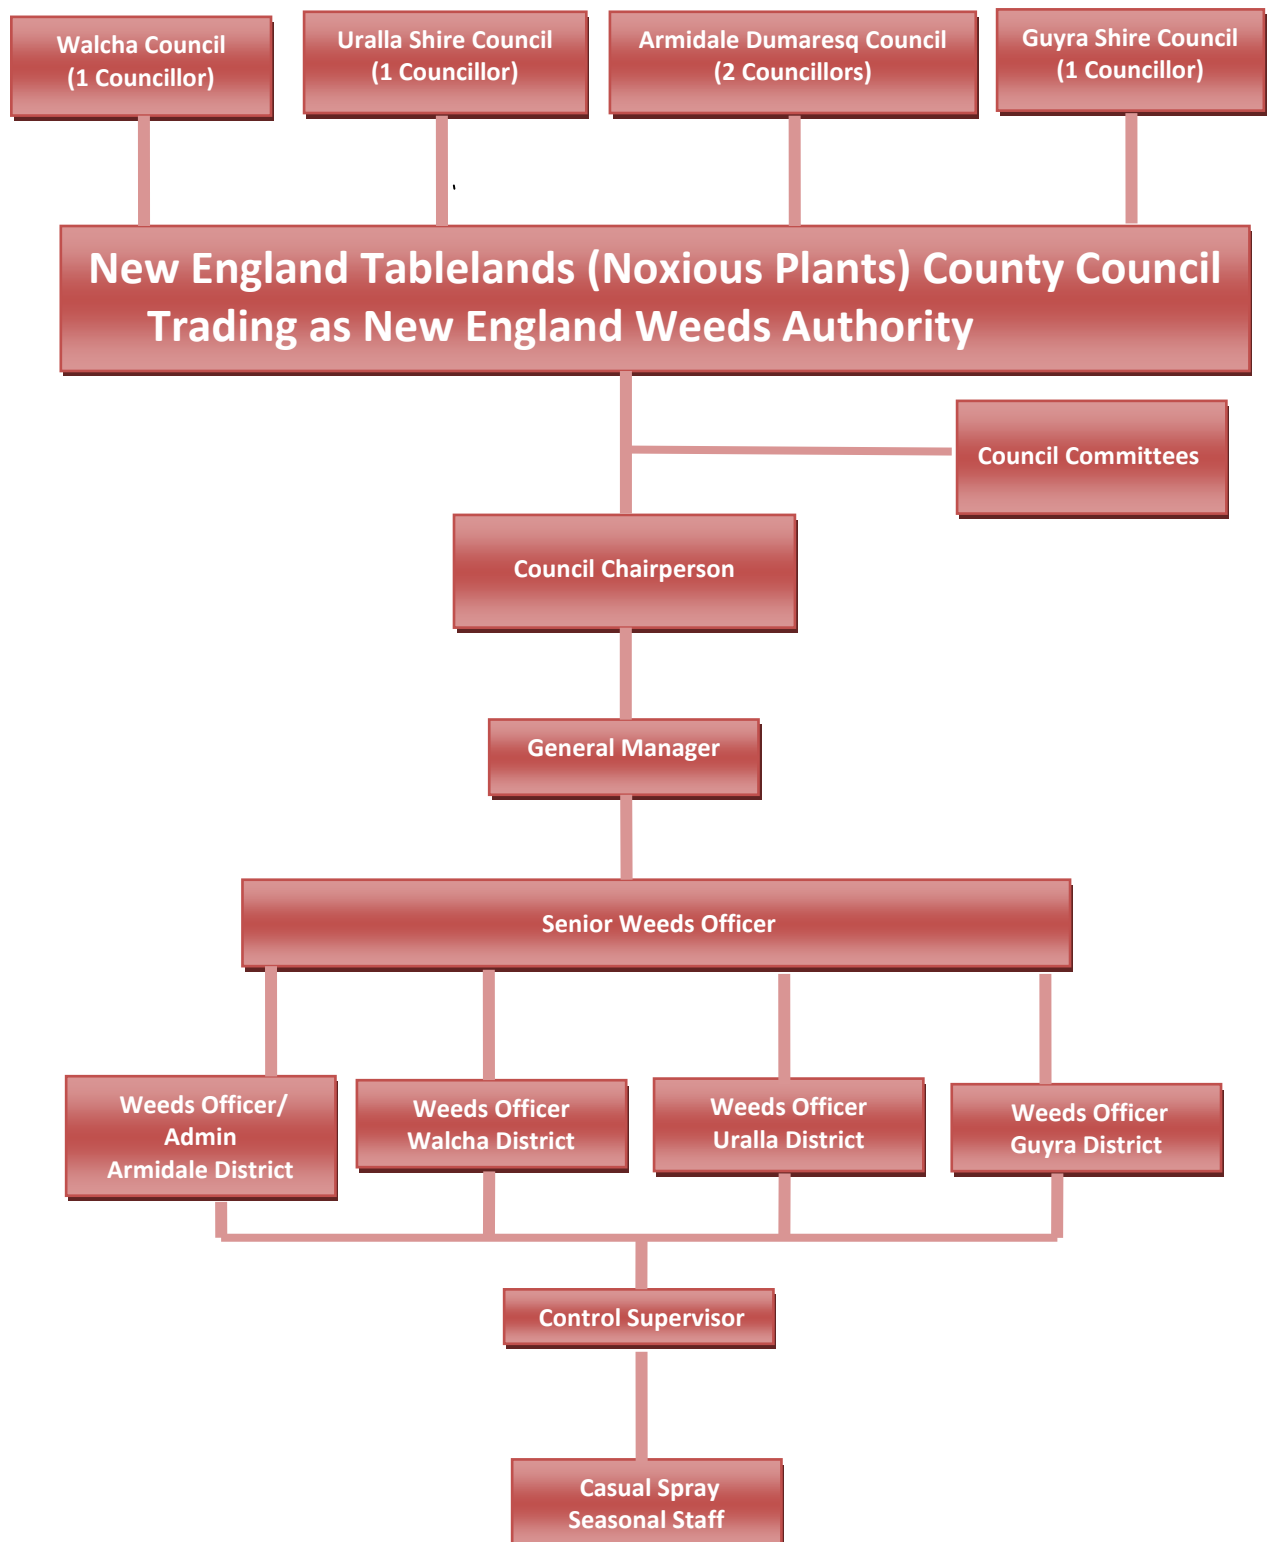 Walcha Council
(1 Councillor)
Uralla Shire Council
(1 Councillor)
Armidale Dumaresq Council
(2 Councillors)
Guyra Shire Council
(1 Councillor)
New England Tablelands (Noxious Plants) County Council
Trading as New England Weeds Authority
Council Committees
Council Chairperson
General Manager
Senior Weeds Officer
Weeds Officer/
Admin
Armidale District
Weeds Officer
Walcha District
Weeds Officer
Uralla District
Weeds Officer
Guyra District
Control Supervisor
Casual Spray
Seasonal Staff